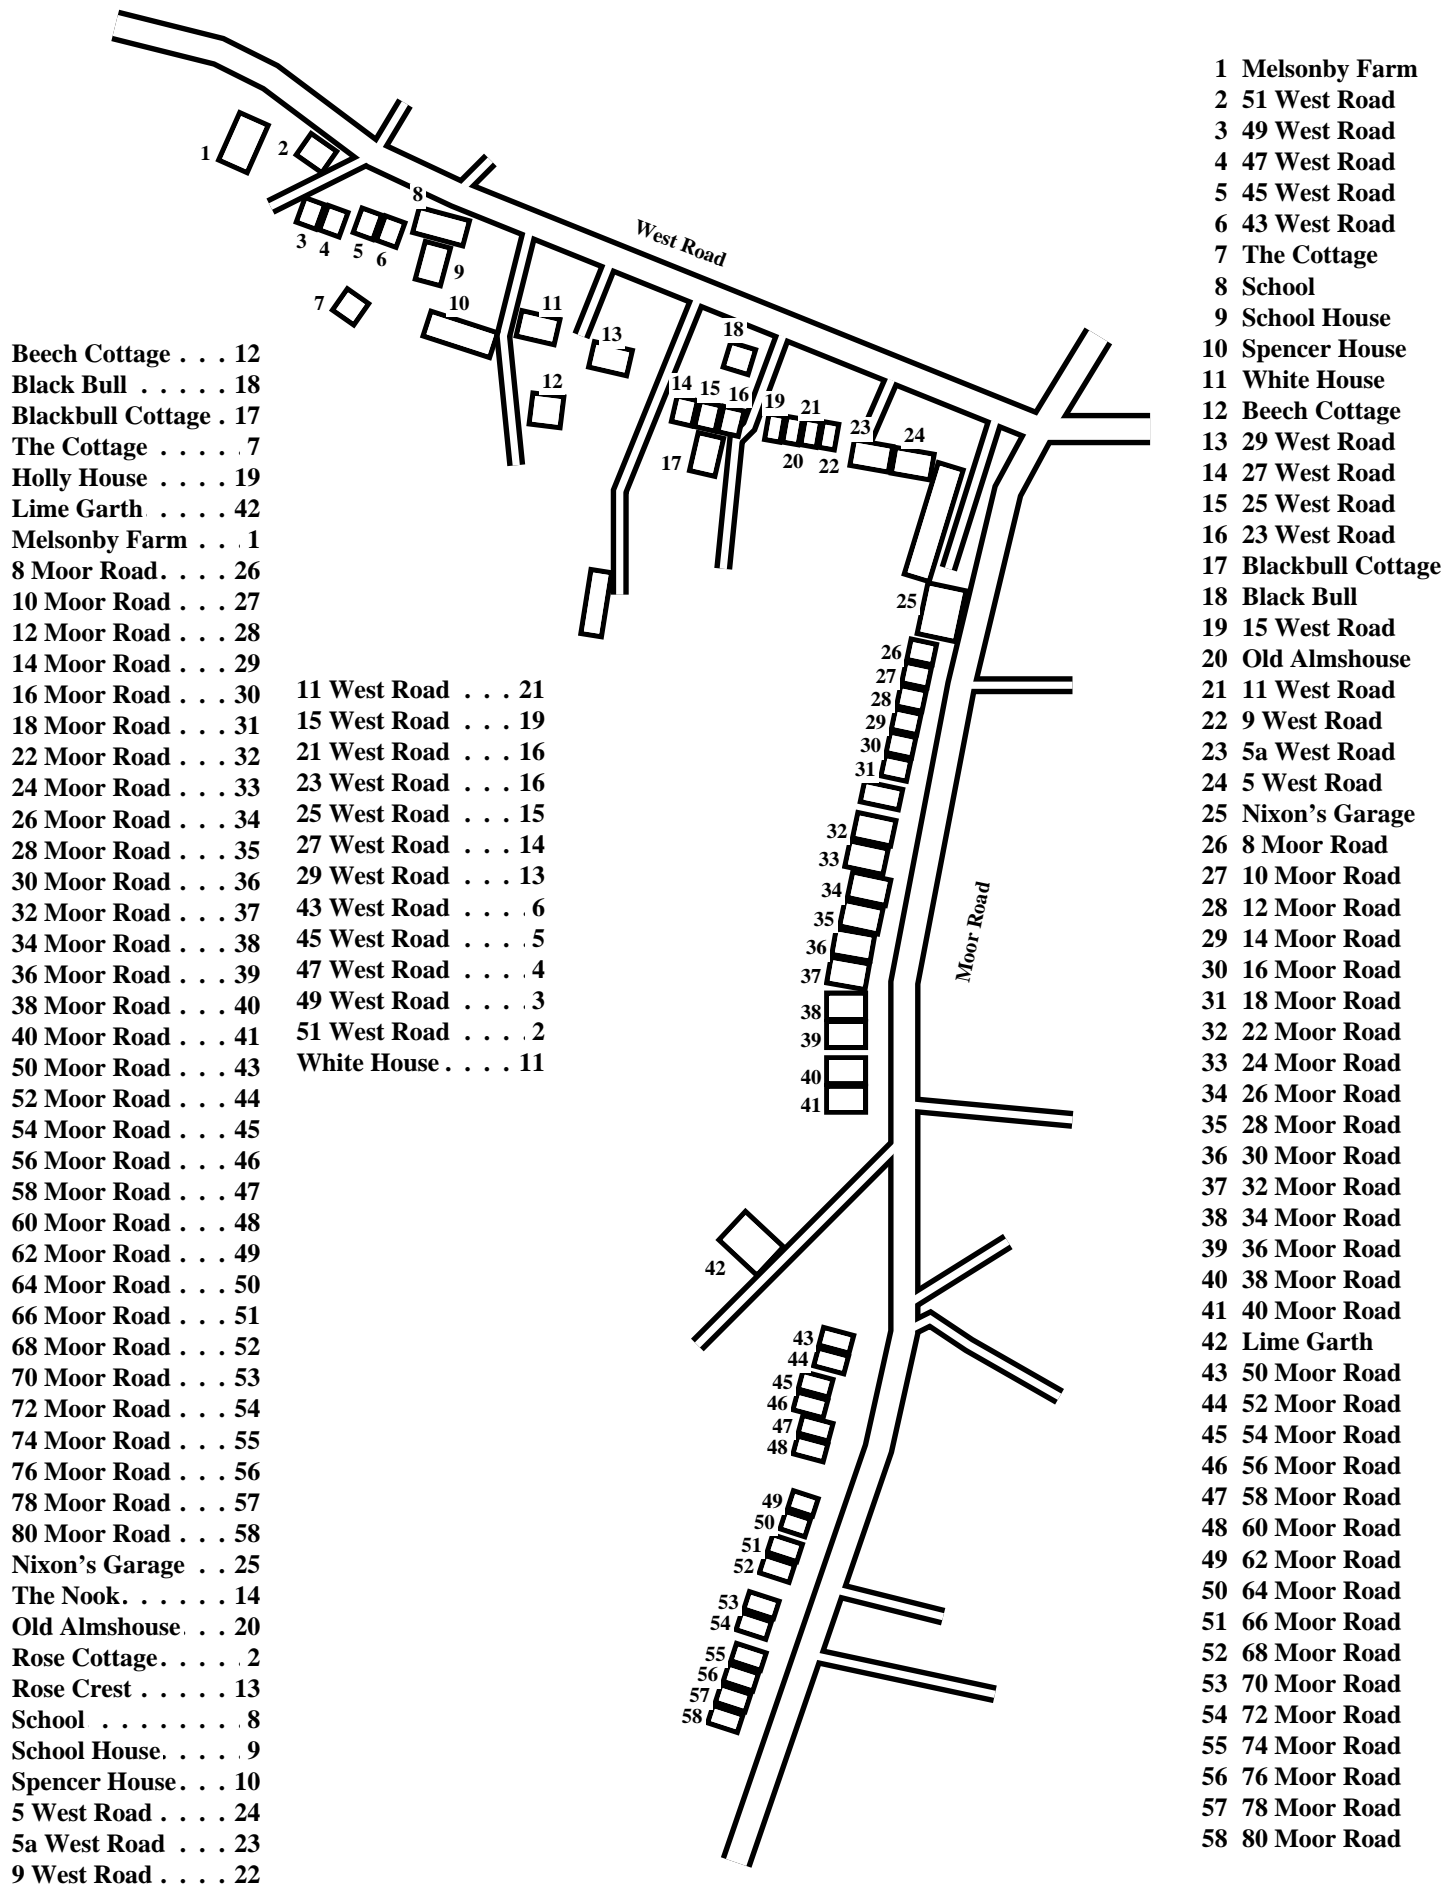 West Road
Moor Road
1
2
3
4
5
6
7
8
9
10
11
12
13
14
15
16
17
18
19
20
21
22
23
24
25
26
27
28
29
30
31
32
33
34
35
36
37
38
39
40
41
42
43
44
45
46
47
48
49
50
51
52
53
54
55
56
57
58
Beech Cottage . . . 12
Black Bull . . . . . 18
Blackbull Cottage . 17
The Cottage . . . . . 7
Holly House . . . . 19
Lime Garth . . . . . 42
Melsonby Farm . . . 1
8 Moor Road . . . . 26
10 Moor Road . . . 27
12 Moor Road . . . 28
14 Moor Road . . . 29
16 Moor Road . . . 30
18 Moor Road . . . 31
22 Moor Road . . . 32
24 Moor Road . . . 33
26 Moor Road . . . 34
28 Moor Road . . . 35
30 Moor Road . . . 36
32 Moor Road . . . 37
34 Moor Road . . . 38
36 Moor Road . . . 39
38 Moor Road . . . 40
40 Moor Road . . . 41
50 Moor Road . . . 43
52 Moor Road . . . 44
54 Moor Road . . . 45
56 Moor Road . . . 46
58 Moor Road . . . 47
60 Moor Road . . . 48
62 Moor Road . . . 49
64 Moor Road . . . 50
66 Moor Road . . . 51
68 Moor Road . . . 52
70 Moor Road . . . 53
72 Moor Road . . . 54
74 Moor Road . . . 55
76 Moor Road . . . 56
78 Moor Road . . . 57
80 Moor Road . . . 58
Nixon's Garage . . 25
The Nook . . . . . . 14
Old Almshouse . . . 20
Rose Cottage . . . . . 2
Rose Crest . . . . . 13
School . . . . . . . . . 8
School House . . . . . 9
Spencer House . . . 10
5 West Road . . . . 24
5a West Road . . . 23
9 West Road . . . . 22
11 West Road . . . 21
15 West Road . . . 19
21 West Road . . . 16
23 West Road . . . 16
25 West Road . . . 15
27 West Road . . . 14
29 West Road . . . 13
43 West Road . . . . 6
45 West Road . . . . 5
47 West Road . . . . 4
49 West Road . . . . 3
51 West Road . . . . 2
White House . . . . 11
1 Melsonby Farm
2 51 West Road
3 49 West Road
4 47 West Road
5 45 West Road
6 43 West Road
7 The Cottage
8 School
9 School House
10 Spencer House
11 White House
12 Beech Cottage
13 29 West Road
14 27 West Road
15 25 West Road
16 23 West Road
17 Blackbull Cottage
18 Black Bull
19 15 West Road
20 Old Almshouse
21 11 West Road
22 9 West Road
23 5a West Road
24 5 West Road
25 Nixon's Garage
26 8 Moor Road
27 10 Moor Road
28 12 Moor Road
29 14 Moor Road
30 16 Moor Road
31 18 Moor Road
32 22 Moor Road
33 24 Moor Road
34 26 Moor Road
35 28 Moor Road
36 30 Moor Road
37 32 Moor Road
38 34 Moor Road
39 36 Moor Road
40 38 Moor Road
41 40 Moor Road
42 Lime Garth
43 50 Moor Road
44 52 Moor Road
45 54 Moor Road
46 56 Moor Road
47 58 Moor Road
48 60 Moor Road
49 62 Moor Road
50 64 Moor Road
51 66 Moor Road
52 68 Moor Road
53 70 Moor Road
54 72 Moor Road
55 74 Moor Road
56 76 Moor Road
57 78 Moor Road
58 80 Moor Road